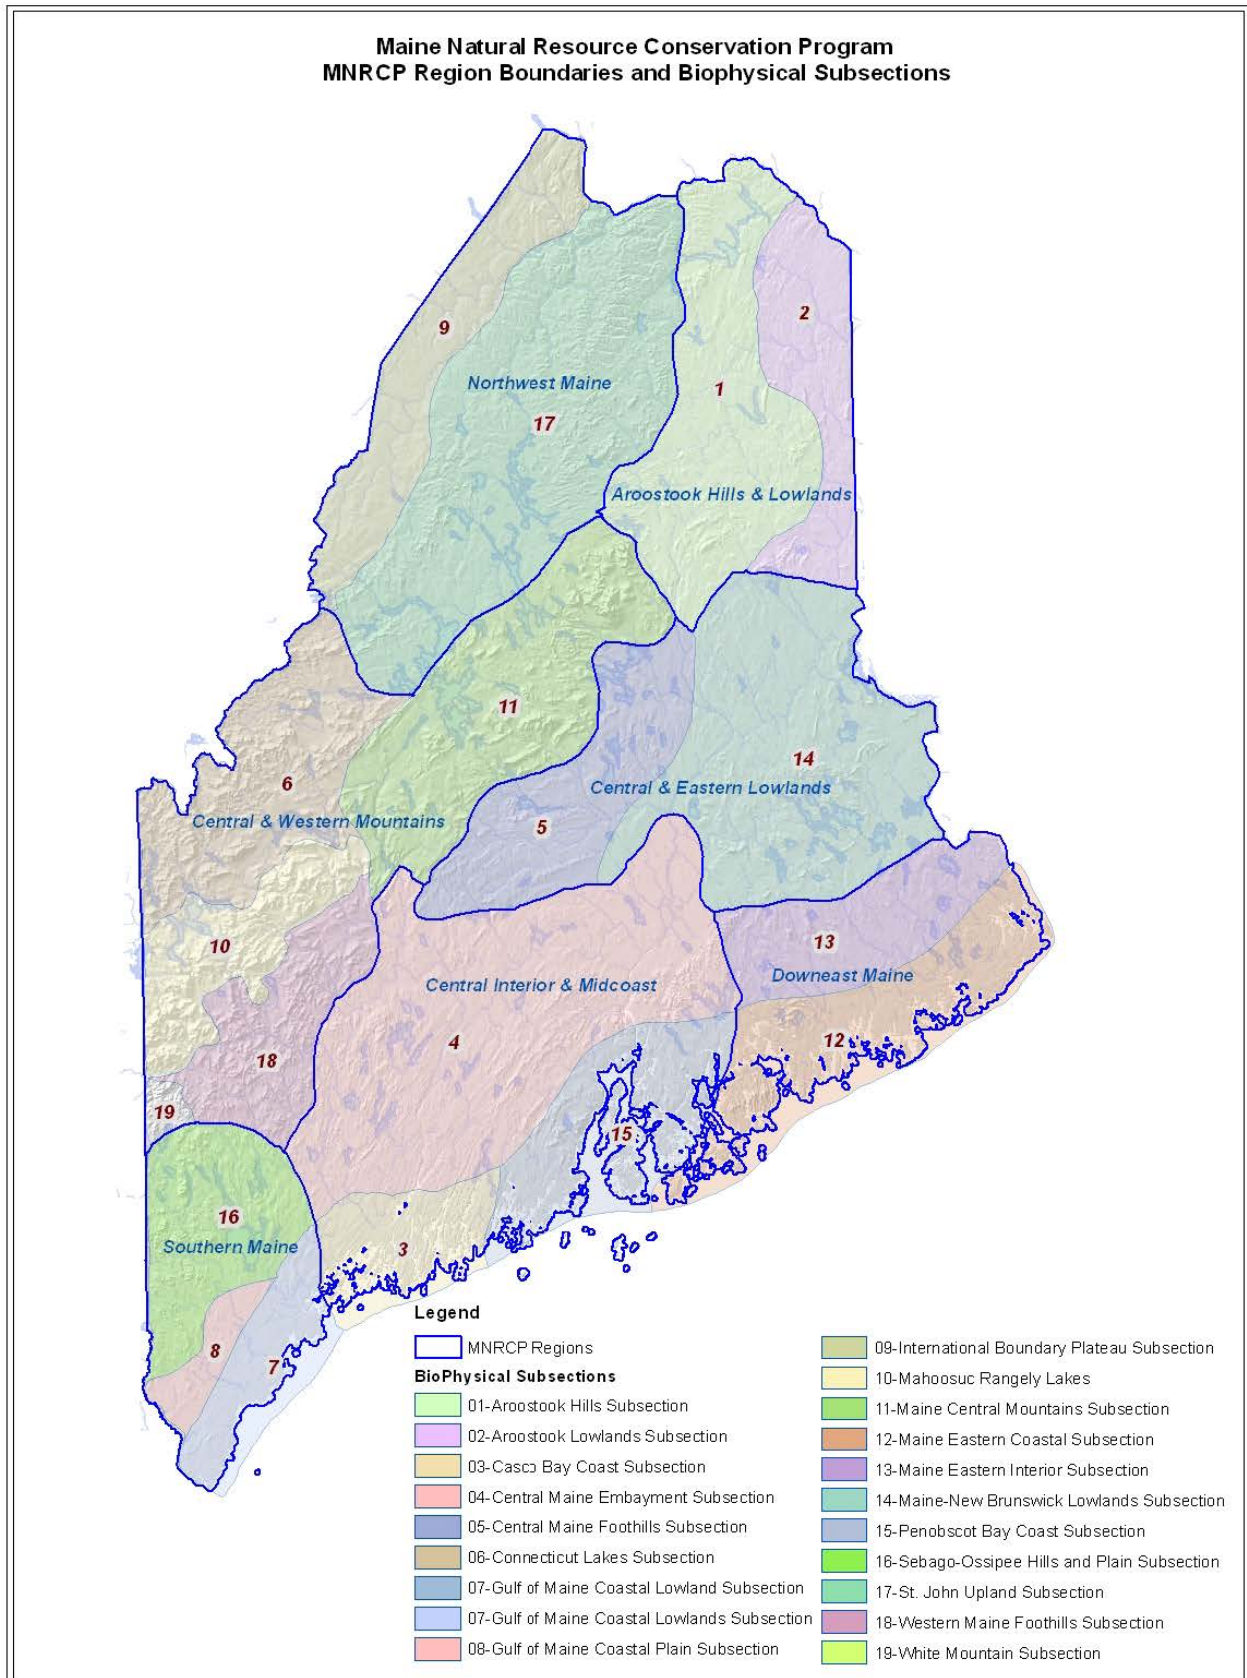 Maine Natural Resource Conservation Program
MNRCP Region Boundaries and Biophysical Subsections
9
2
Northwest Maine
1
17
Aroostook Hills & Lowlands
11
14
6
Central & Eastern Lowlands
Central & Western Mountains
5
10
13
Downeast Maine
Central Interior & Midcoast
4
12
18
19
15
16
Southern Maine
3
8
7
Legend
MNRCP Regions
BioPhysical Subsections
01-Aroostook Hills Subsection
02-Aroostook Lowlands Subsection
03-Casco Bay Coast Subsection
04-Central Maine Embayment Subsection
05-Central Maine Foothills Subsection
06-Connecticut Lakes Subsection
07-Gulf of Maine Coastal Lowland Subsection
07-Gulf of Maine Coastal Lowlands Subsection
08-Gulf of Maine Coastal Plain Subsection
09-International Boundary Plateau Subsection
10-Mahoosuc Rangely Lakes
11-Maine Central Mountains Subsection
12-Maine Eastern Coastal Subsection
13-Maine Eastern Interior Subsection
14-Maine-New Brunswick Lowlands Subsection
15-Penobscot Bay Coast Subsection
16-Sebago-Ossipee Hills and Plain Subsection
17-St. John Upland Subsection
18-Western Maine Foothills Subsection
19-White Mountain Subsection